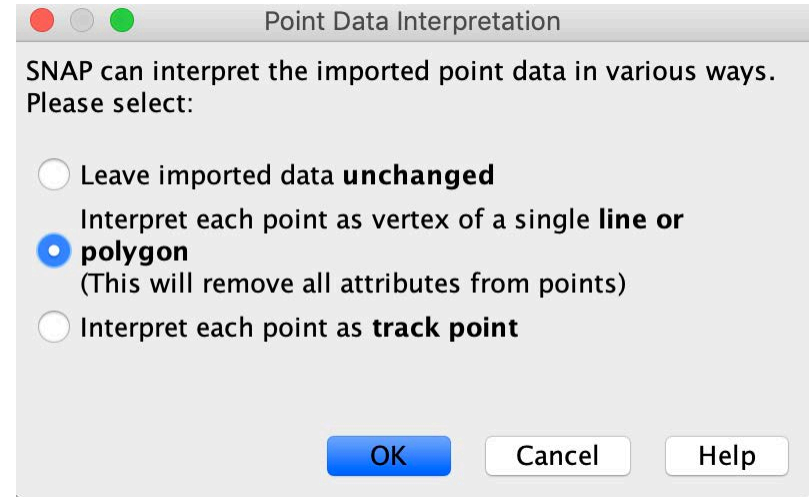 Point Data Interpretation
SNAP can interpret the imported point data in various ways.
Please select:
Leave imported data unchanged
Interpret each point as vertex of a single line or
polygon
(This will remove all attributes from points)
Interpret each point as track point
OK Cancel Help